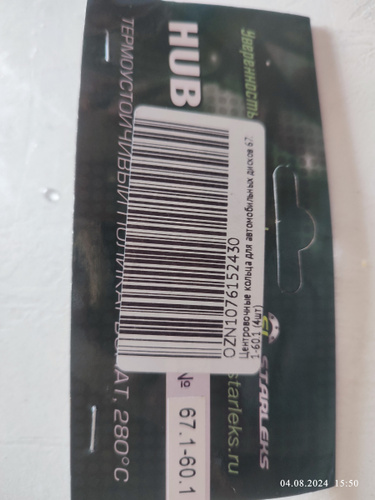 Уверенность
HUB
ТЕРМОУСТОЙЧИВЫЙ ПОЛИКАРБОНАТ, 280°C
OZN1076152430
Центровочные кольца для автомобильных дисков 67.
1-60.1 (4шт)
STARLEKS
starleks.ru
№ 67.1-60.1
04.08.2024 15:50